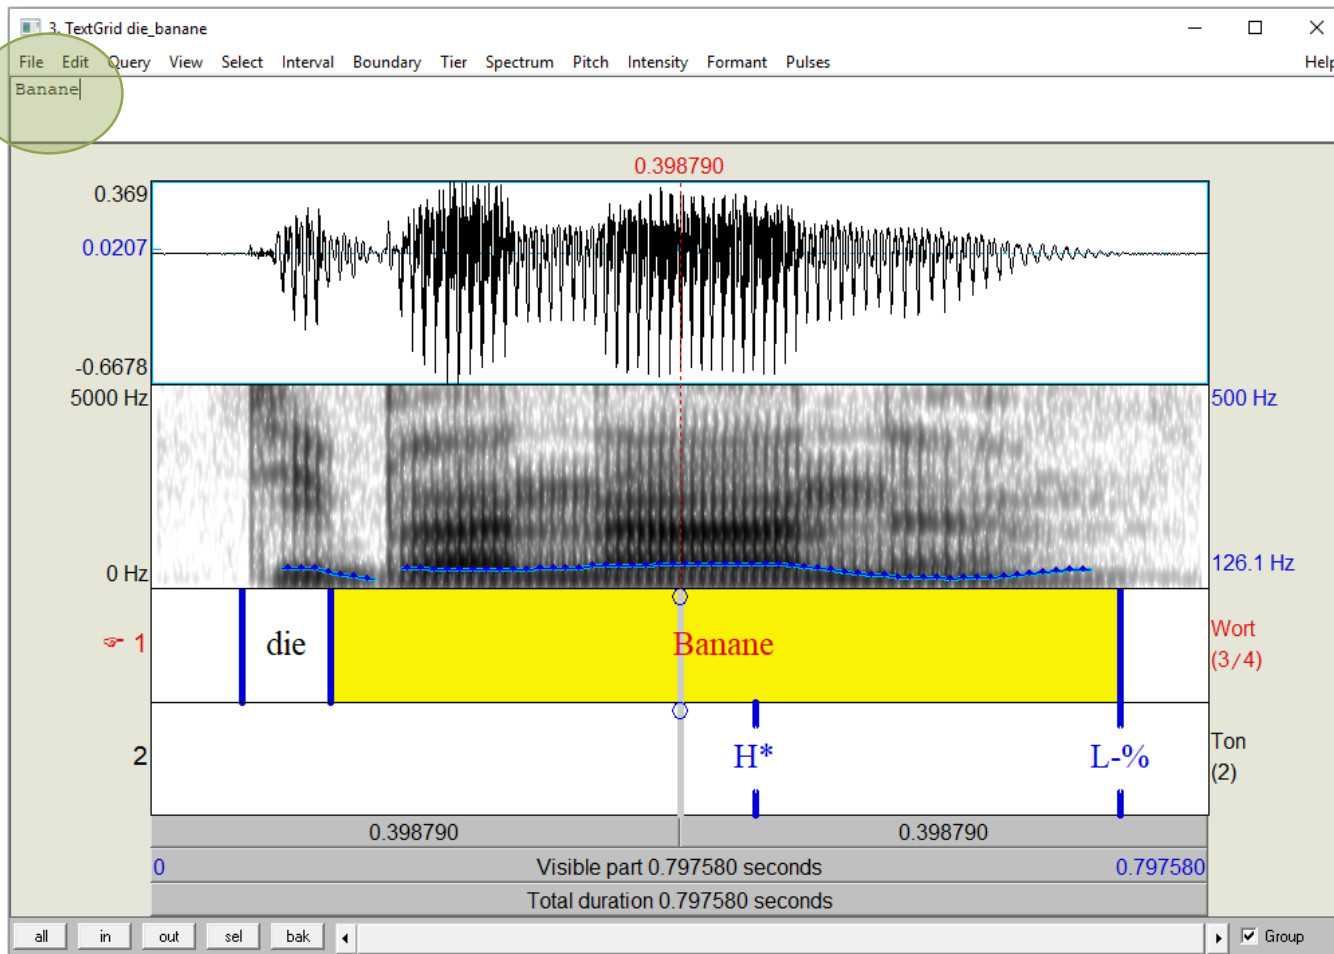 3. TextGrid die_banane
File Edit Query View Select Interval Boundary Tier Spectrum Pitch Intensity Formant Pulses Help
Banane
0.398790
0.369
0.0207
-0.6678
5000 Hz 500 Hz
0 Hz 126.1 Hz
☞ 1 die Banane Wort
(3/4)
2 H* L-% Ton
(2)
0.398790 0.398790
0 Visible part 0.797580 seconds 0.797580
Total duration 0.797580 seconds
all in out sel bak Group